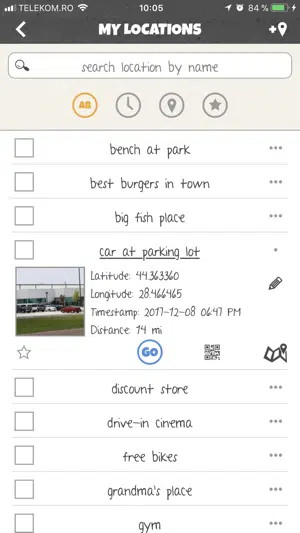 TELEKOM.RO 10:05 84 %
MY LOCATIONS
search location by name
AB
bench at park
best burgers in town
big fish place
car at parking lot
Latitude: 44.363360
Longitude: 28.466465
Timestamp: 2017-12-08 06:47 PM
Distance: 14 mi
GO
discount store
drive-in cinema
free bikes
grandma's place
gym